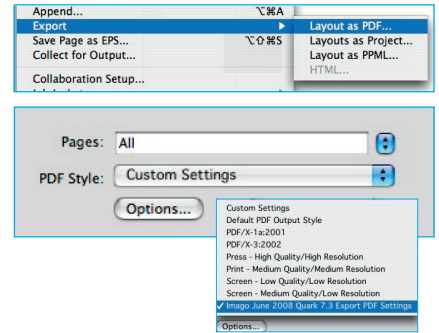 Append... ⌥⌘A
Export ▶ Layout as PDF...
Save Page as EPS... ⌥⇧⌘S Layouts as Project...
Collect for Output... Layout as PPML...
HTML...
Collaboration Setup...
Pages: All
PDF Style: Custom Settings
Options...
Custom Settings
Default PDF Output Style
PDF/X-1a:2001
PDF/X-3:2002
Press - High Quality/High Resolution
Print - Medium Quality/Medium Resolution
Screen - Low Quality/Low Resolution
Screen - Medium Quality/Low Resolution
✓ Imago June 2008 Quark 7.3 Export PDF Settings
Options...